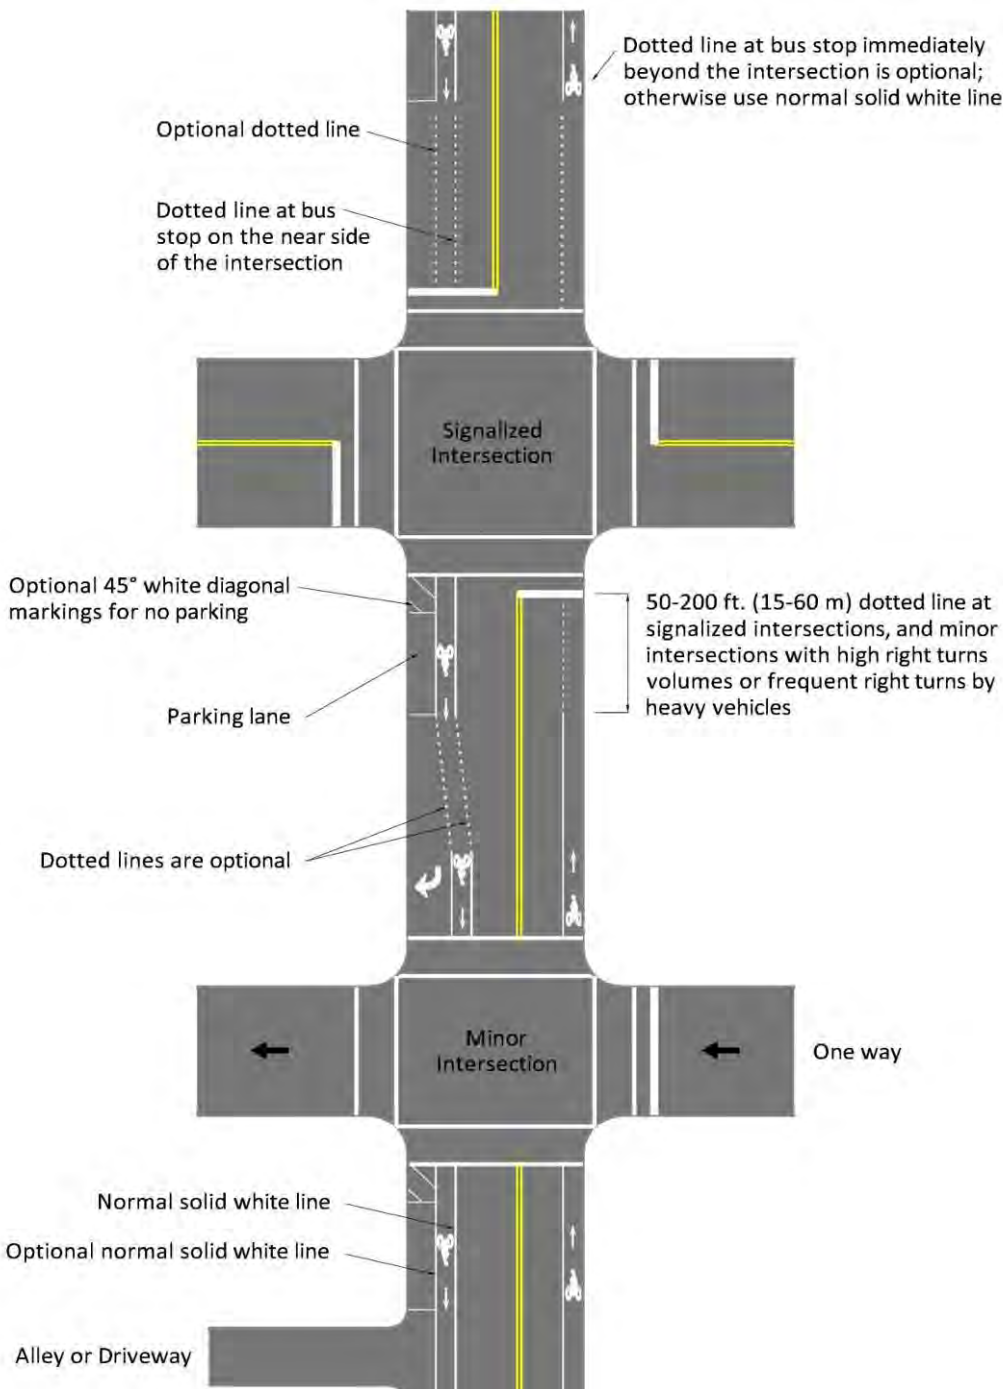 Dotted line at bus stop immediately
beyond the intersection is optional;
otherwise use normal solid white line
Optional dotted line
Dotted line at bus
stop on the near side
of the intersection
Signalized
Intersection
Optional 45° white diagonal
markings for no parking
50-200 ft. (15-60 m) dotted line at
signalized intersections, and minor
intersections with high right turns
volumes or frequent right turns by
heavy vehicles
Parking lane
Dotted lines are optional
Minor
Intersection
One way
Normal solid white line
Optional normal solid white line
Alley or Driveway